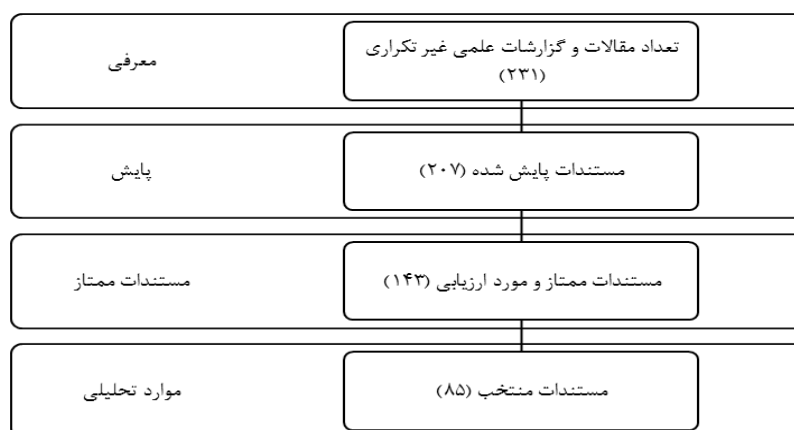 تعداد مقالات و گزارشات علمی غیر تکراری
(۲۳۱)
معرفی
مستندات پایش شده (۲۰۷)
پایش
مستندات ممتاز و مورد ارزیابی (۱۴۳)
مستندات ممتاز
مستندات منتخب (۸۵)
موارد تحلیلی